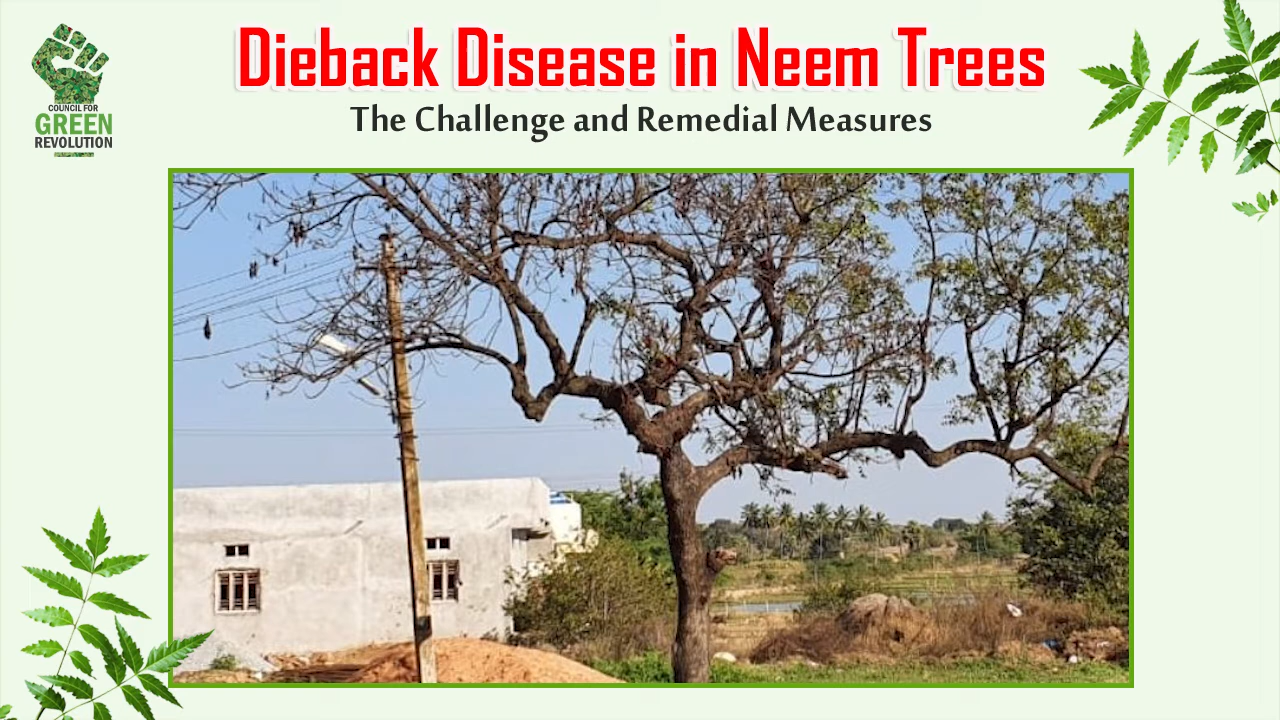 Dieback Disease in Neem Trees
The Challenge and Remedial Measures
COUNCIL FOR
GREEN
REVOLUTION